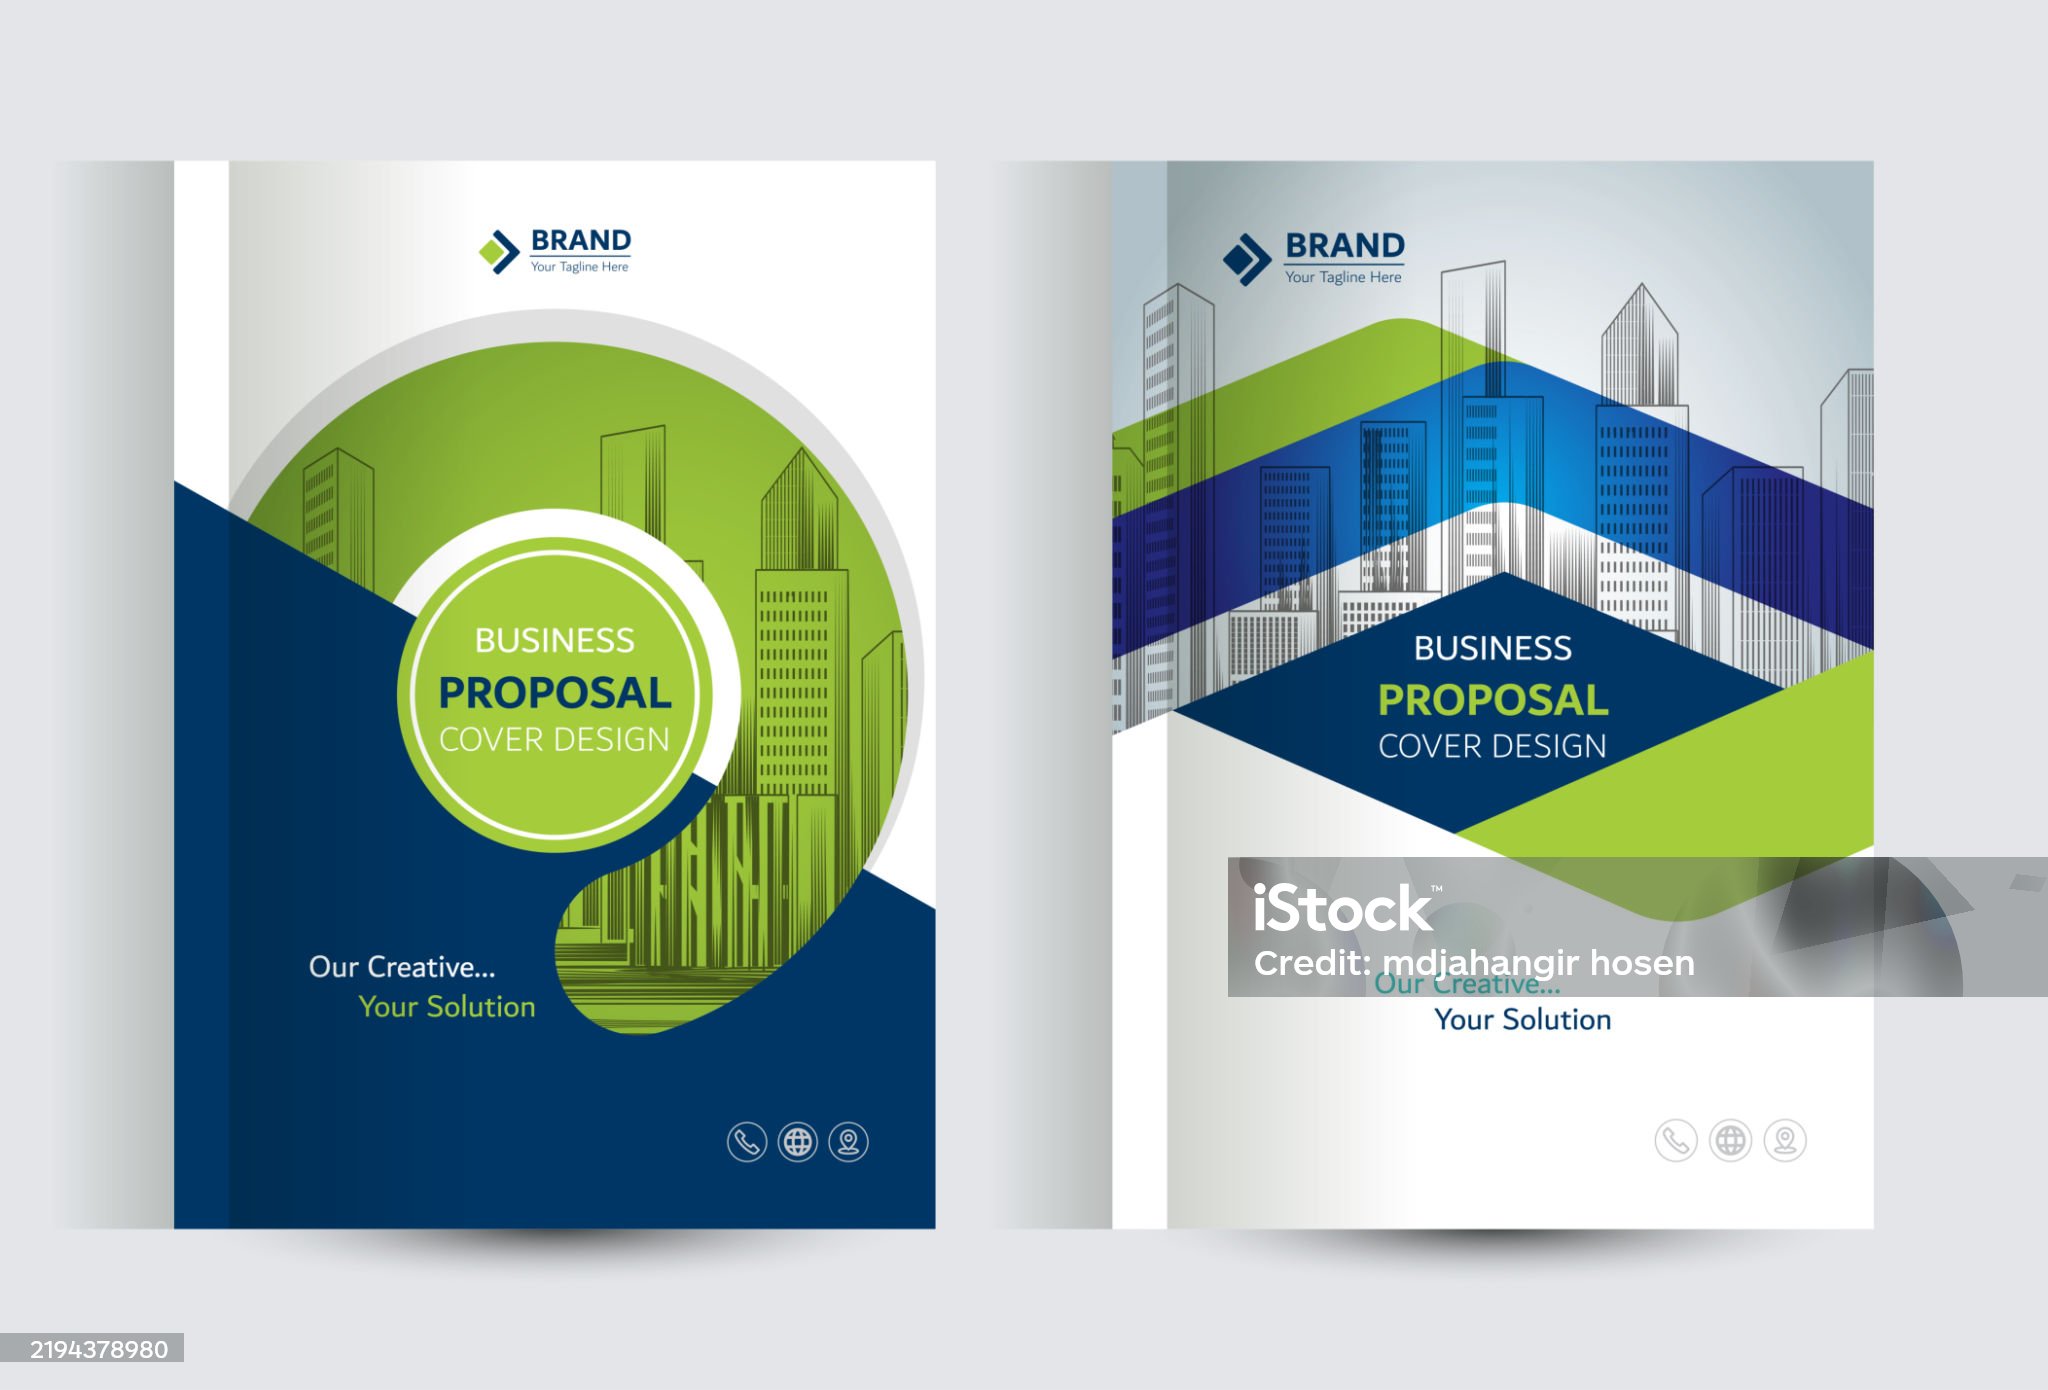 BRAND
Your Tagline Here
BUSINESS
PROPOSAL
COVER DESIGN
Our Creative...
Your Solution
BRAND
Your Tagline Here
BUSINESS
PROPOSAL
COVER DESIGN
iStock™
Credit: mdjahangir hosen
Our Creative...
Your Solution
2194378980